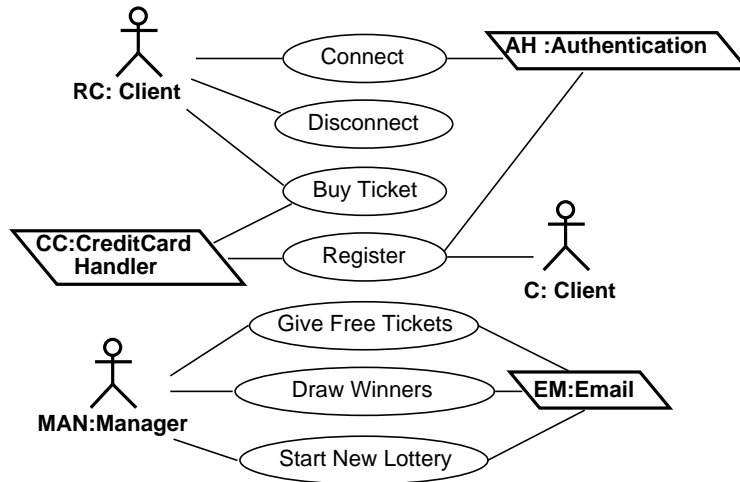 Connect
AH :Authentication
RC: Client
Disconnect
Buy Ticket
CC:CreditCard
Handler
Register
C: Client
Give Free Tickets
Draw Winners
EM:Email
MAN:Manager
Start New Lottery